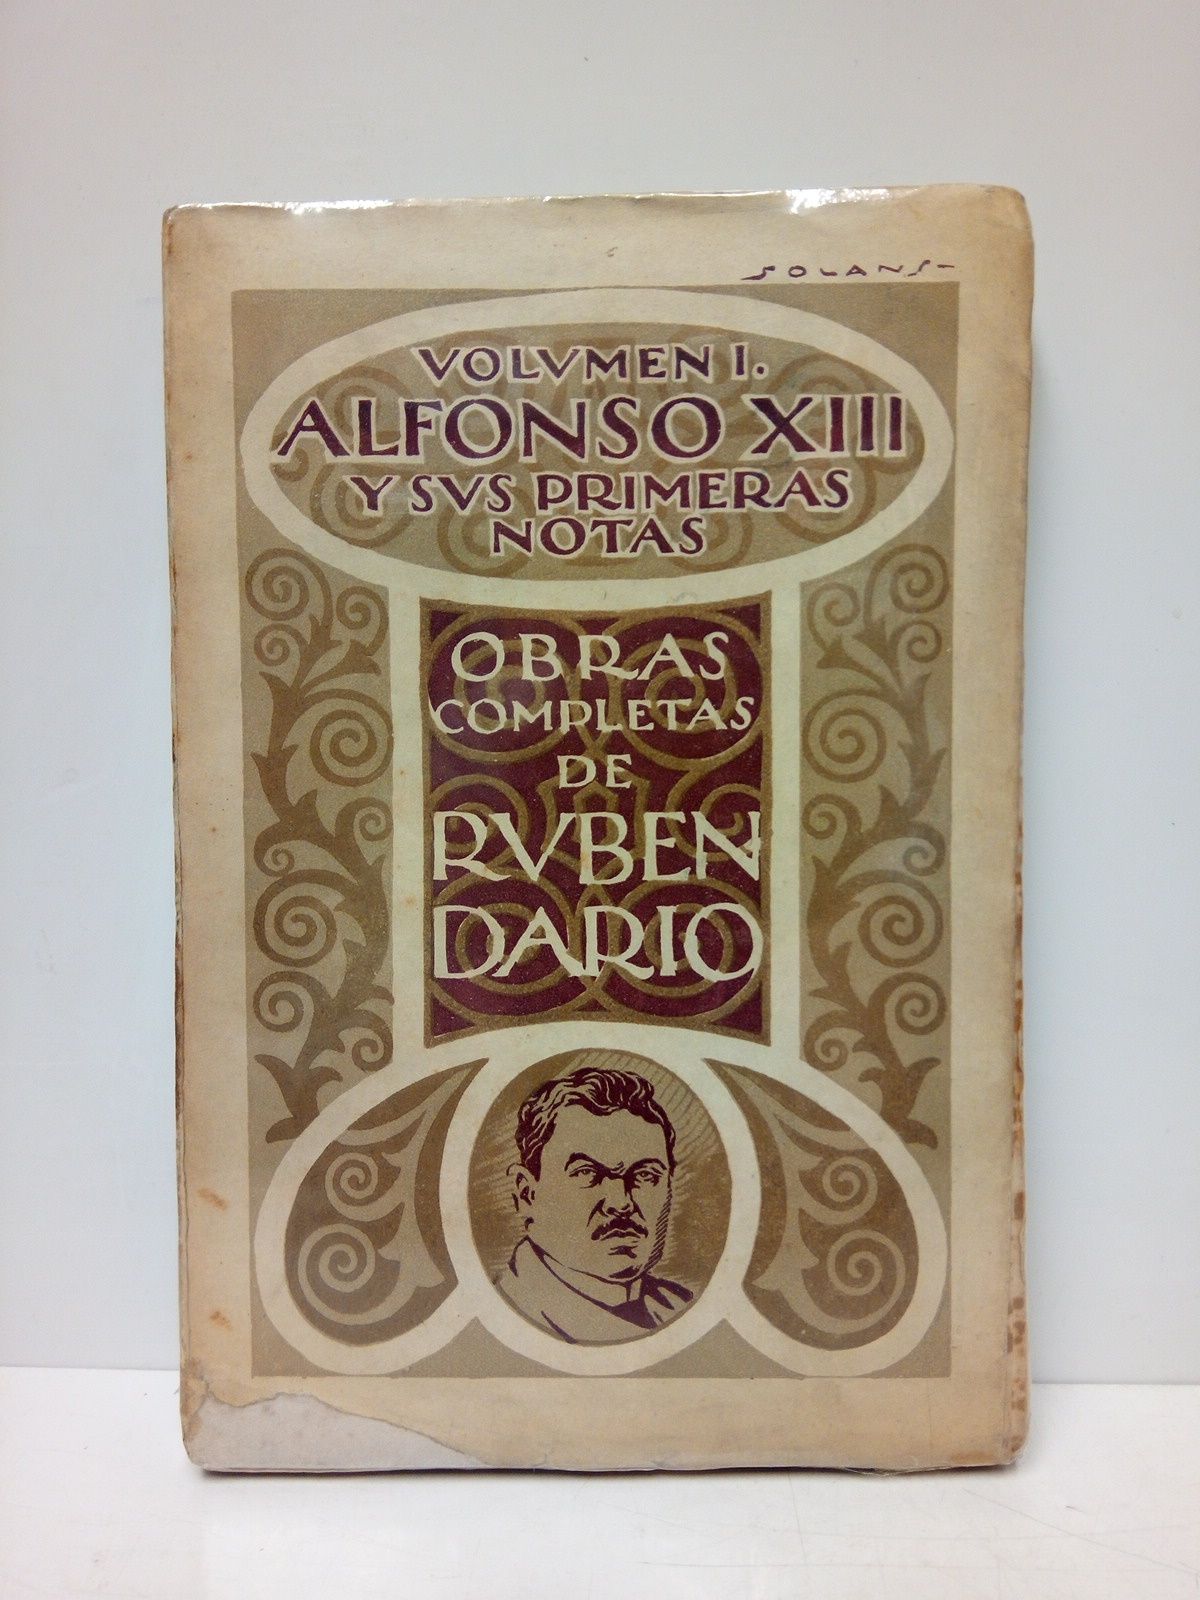 SOLANS-
VOLVMEN I.
ALFONSO XIII
Y SVS PRIMERAS
NOTAS
OBRAS
COMPLETAS
DE
RVBEN
DARIO